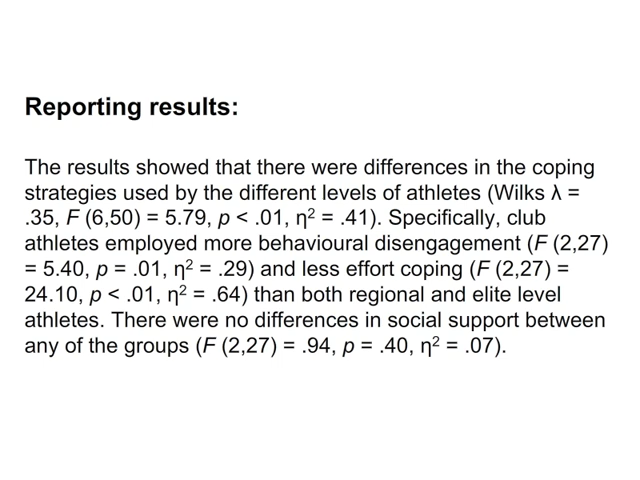 Reporting results:
The results showed that there were differences in the coping
strategies used by the different levels of athletes (Wilks λ =
.35, F (6,50) = 5.79, p < .01, η² = .41). Specifically, club
athletes employed more behavioural disengagement (F (2,27)
= 5.40, p = .01, η² = .29) and less effort coping (F (2,27) =
24.10, p < .01, η² = .64) than both regional and elite level
athletes. There were no differences in social support between
any of the groups (F (2,27) = .94, p = .40, η² = .07).